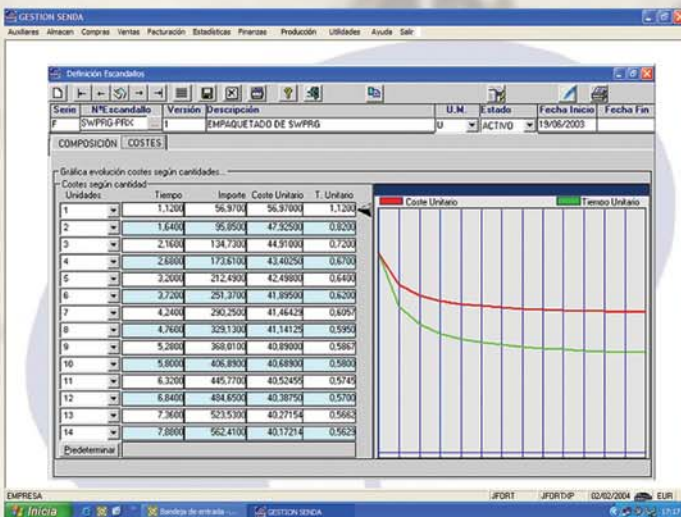 GESTION SENDA
Auxiliares Almacen Compras Ventas Facturación Estadísticas Finanzas Producción Utilidades Ayuda Salir
Definición Escandallos
Serie NºEscandallo Versión Descripción U.M. Estado Fecha Inicio Fecha Fin
F SWPRG-PRX ... 1 EMPAQUETADO DE SWPRG U ACTIVO 19/06/2003
COMPOSICIÓN COSTES
Gráfica evolución costes según cantidades...
Costes según cantidad
Unidades Tiempo Importe Coste Unitario T. Unitario
Coste Unitario Tiempo Unitario
1 1,1200 56,9700 56,97000 1,1200
2 1,6400 95,8500 47,92500 0,8200
3 2,1600 134,7300 44,91000 0,7200
4 2,6800 173,6100 43,40250 0,6700
5 3,2000 212,4900 42,49800 0,6400
6 3,7200 251,3700 41,89500 0,6200
7 4,2400 290,2500 41,46429 0,6057
8 4,7600 329,1300 41,14125 0,5950
9 5,2800 368,0100 40,89000 0,5867
10 5,8000 406,8900 40,68900 0,5800
11 6,3200 445,7700 40,52455 0,5745
12 6,8400 484,6500 40,38750 0,5700
13 7,3600 523,5300 40,27154 0,5662
14 7,8800 562,4100 40,17214 0,5629
Predeterminar
EMPRESA JFORT JFORTXP 02/02/2004 EUR
Inicio Bandeja de entrada - ... GESTION SENDA 17:17